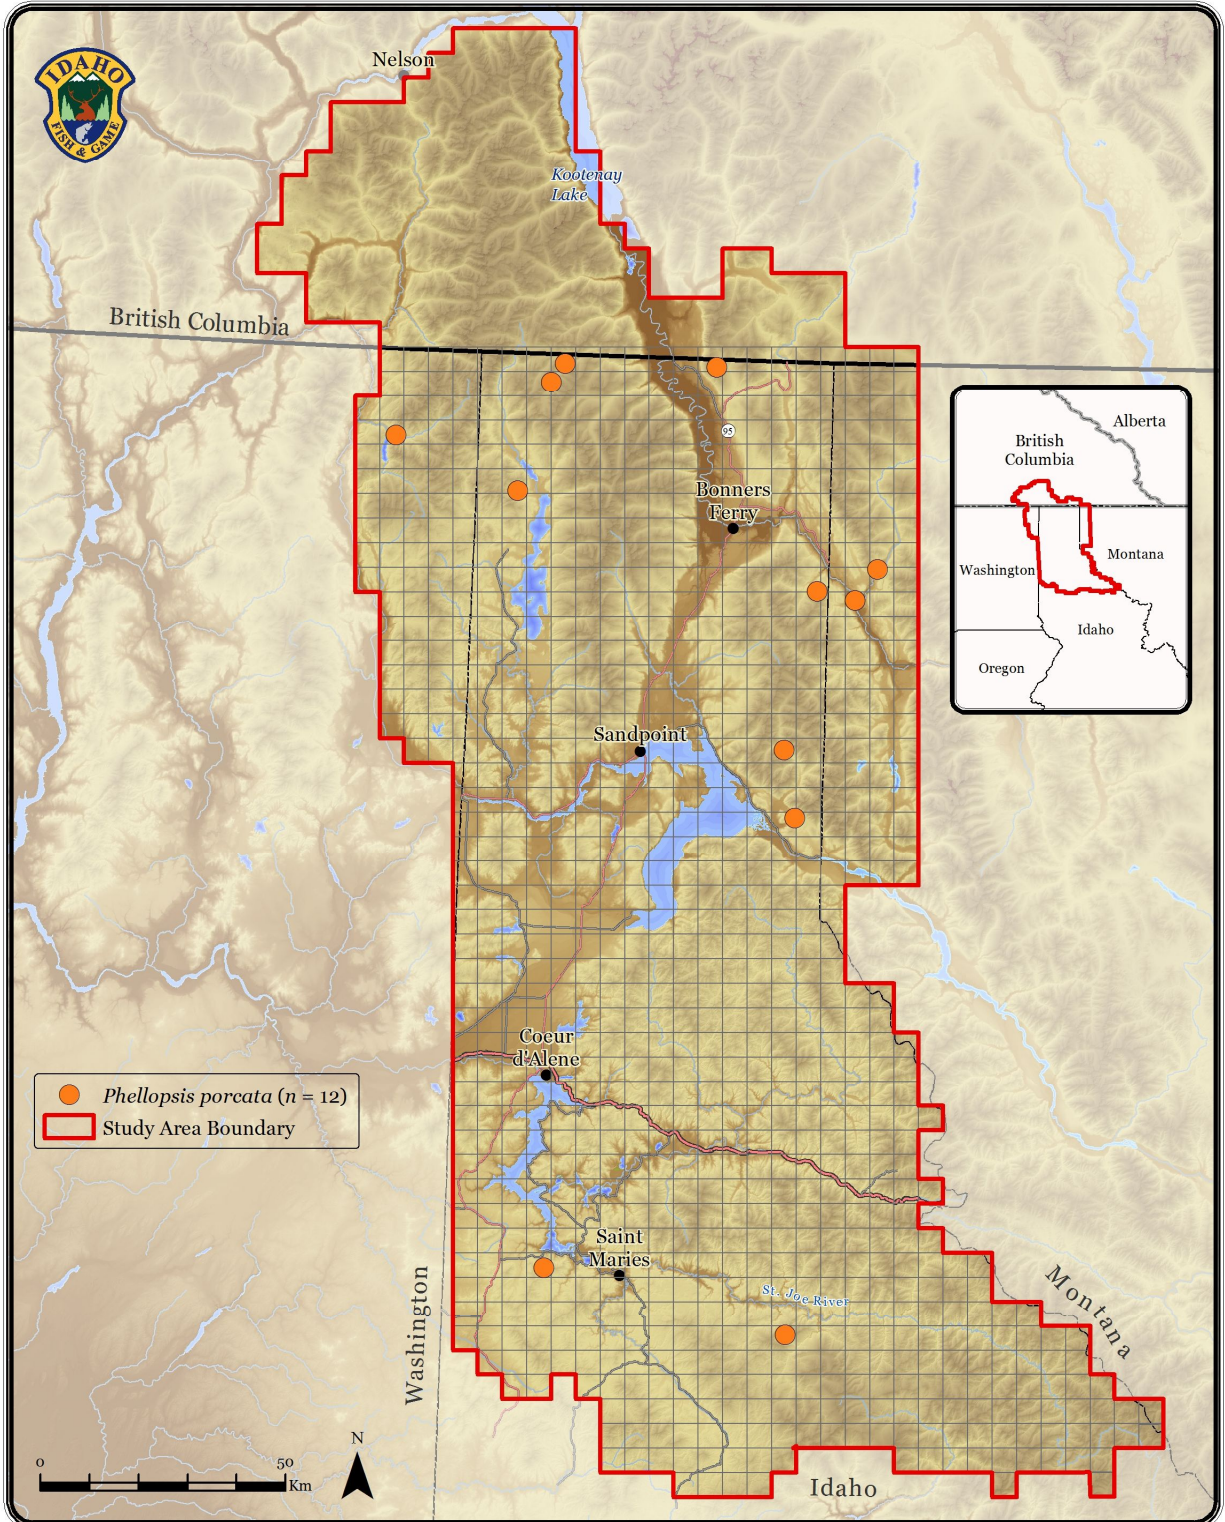 IDAHO
FISH & GAME
Nelson
Kootenay
Lake
British Columbia
95
Bonners
Ferry
Alberta
British
Columbia
Washington
Montana
Idaho
Oregon
Sandpoint
Coeur
d'Alene
Phellopsis porcata (n = 12)
Study Area Boundary
Saint
Maries
St. Joe River
Montana
Washington
Idaho
0 50
Km
N